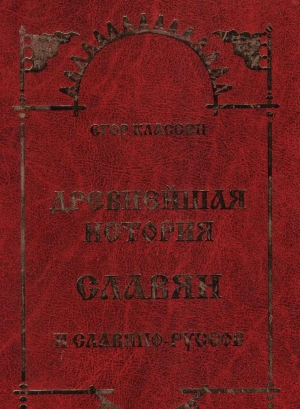 ЕГОР КЛАССЕН
ДРЕВНЕЙШАЯ
ИСТОРИЯ
СЛАВЯН
И СЛАВЯНО-РУССОВ